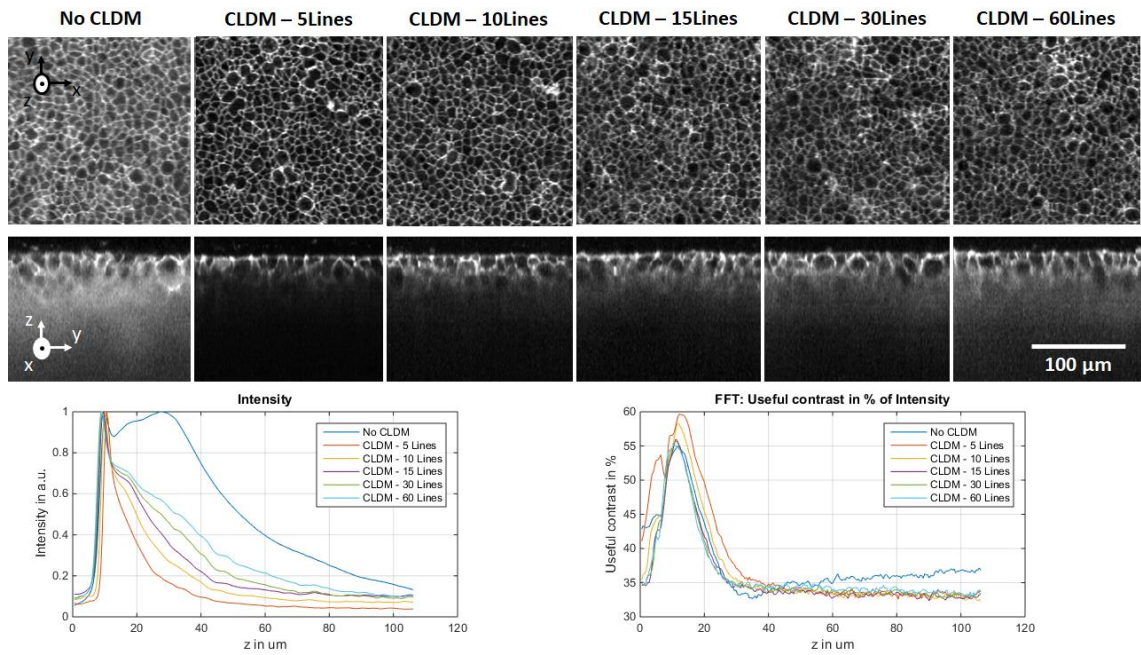 No CLDM
CLDM – 5Lines
CLDM – 10Lines
CLDM – 15Lines
CLDM – 30Lines
CLDM – 60Lines
y
x
z
z
y
x
100 µm
Intensity
Intensity in a.u.
1
0.8
0.6
0.4
0.2
0
0 20 40 60 80 100 120
z in um
No CLDM
CLDM - 5 Lines
CLDM - 10 Lines
CLDM - 15 Lines
CLDM - 30 Lines
CLDM - 60 Lines
FFT: Useful contrast in % of Intensity
Useful contrast in %
60
55
50
45
40
35
30
0 20 40 60 80 100 120
z in um
No CLDM
CLDM - 5 Lines
CLDM - 10 Lines
CLDM - 15 Lines
CLDM - 30 Lines
CLDM - 60 Lines